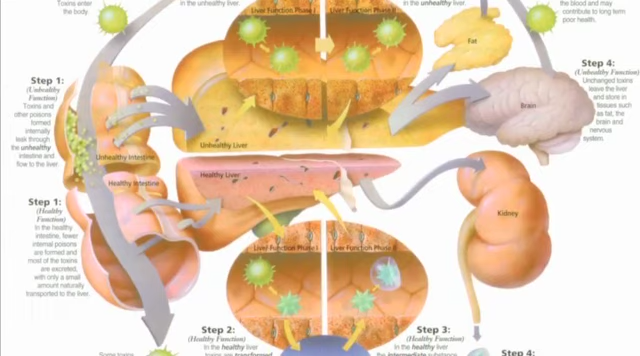 Toxins enter
the body.
in the unhealthy liver.
Liver Function Phase I
Liver Function Phase II
in the unhealthy liver.
the blood and may
contribute to long term
poor health.
Fat
Step 1:
(Unhealthy
Function)
Toxins and
other poisons
formed
internally
leak through
the unhealthy
intestine and
flow to the liver.
Unhealthy Intestine
Unhealthy Liver
Brain
Step 4:
(Unhealthy Function)
Unchanged toxins
leave the liver
and store in
tissues such
as fat, the
brain and
nervous
system.
Healthy Intestine
Healthy Liver
Kidney
Step 1:
(Healthy
Function)
In the healthy
intestine, fewer
internal poisons
are formed and
most of the toxins
are excreted,
with only a small
amount naturally
transported to the liver.
Liver Function Phase I
Liver Function Phase II
Step 2:
(Healthy Function)
In the healthy liver
toxins are transformed
Step 3:
(Healthy Function)
In the healthy liver
the intermediate substance
Some toxins
Step 4: